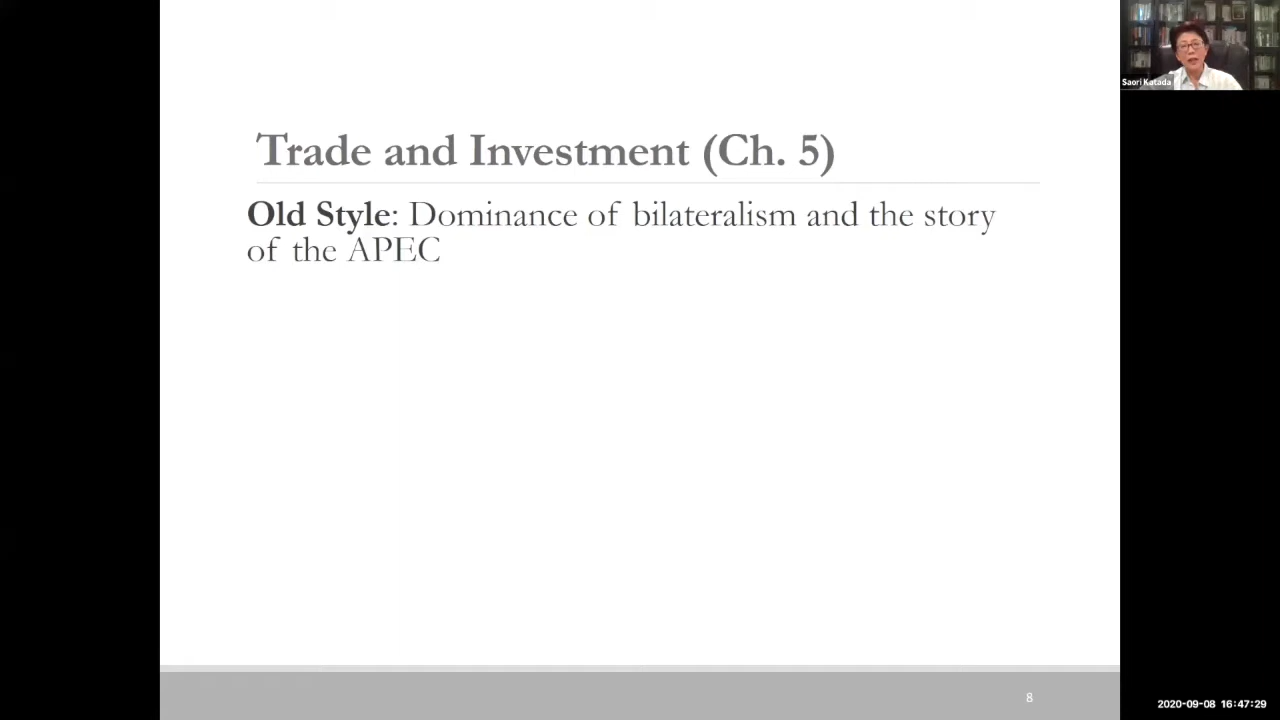 Saori Katada
Trade and Investment (Ch. 5)
Old Style: Dominance of bilateralism and the story
of the APEC
8
2020-09-08 16:47:29